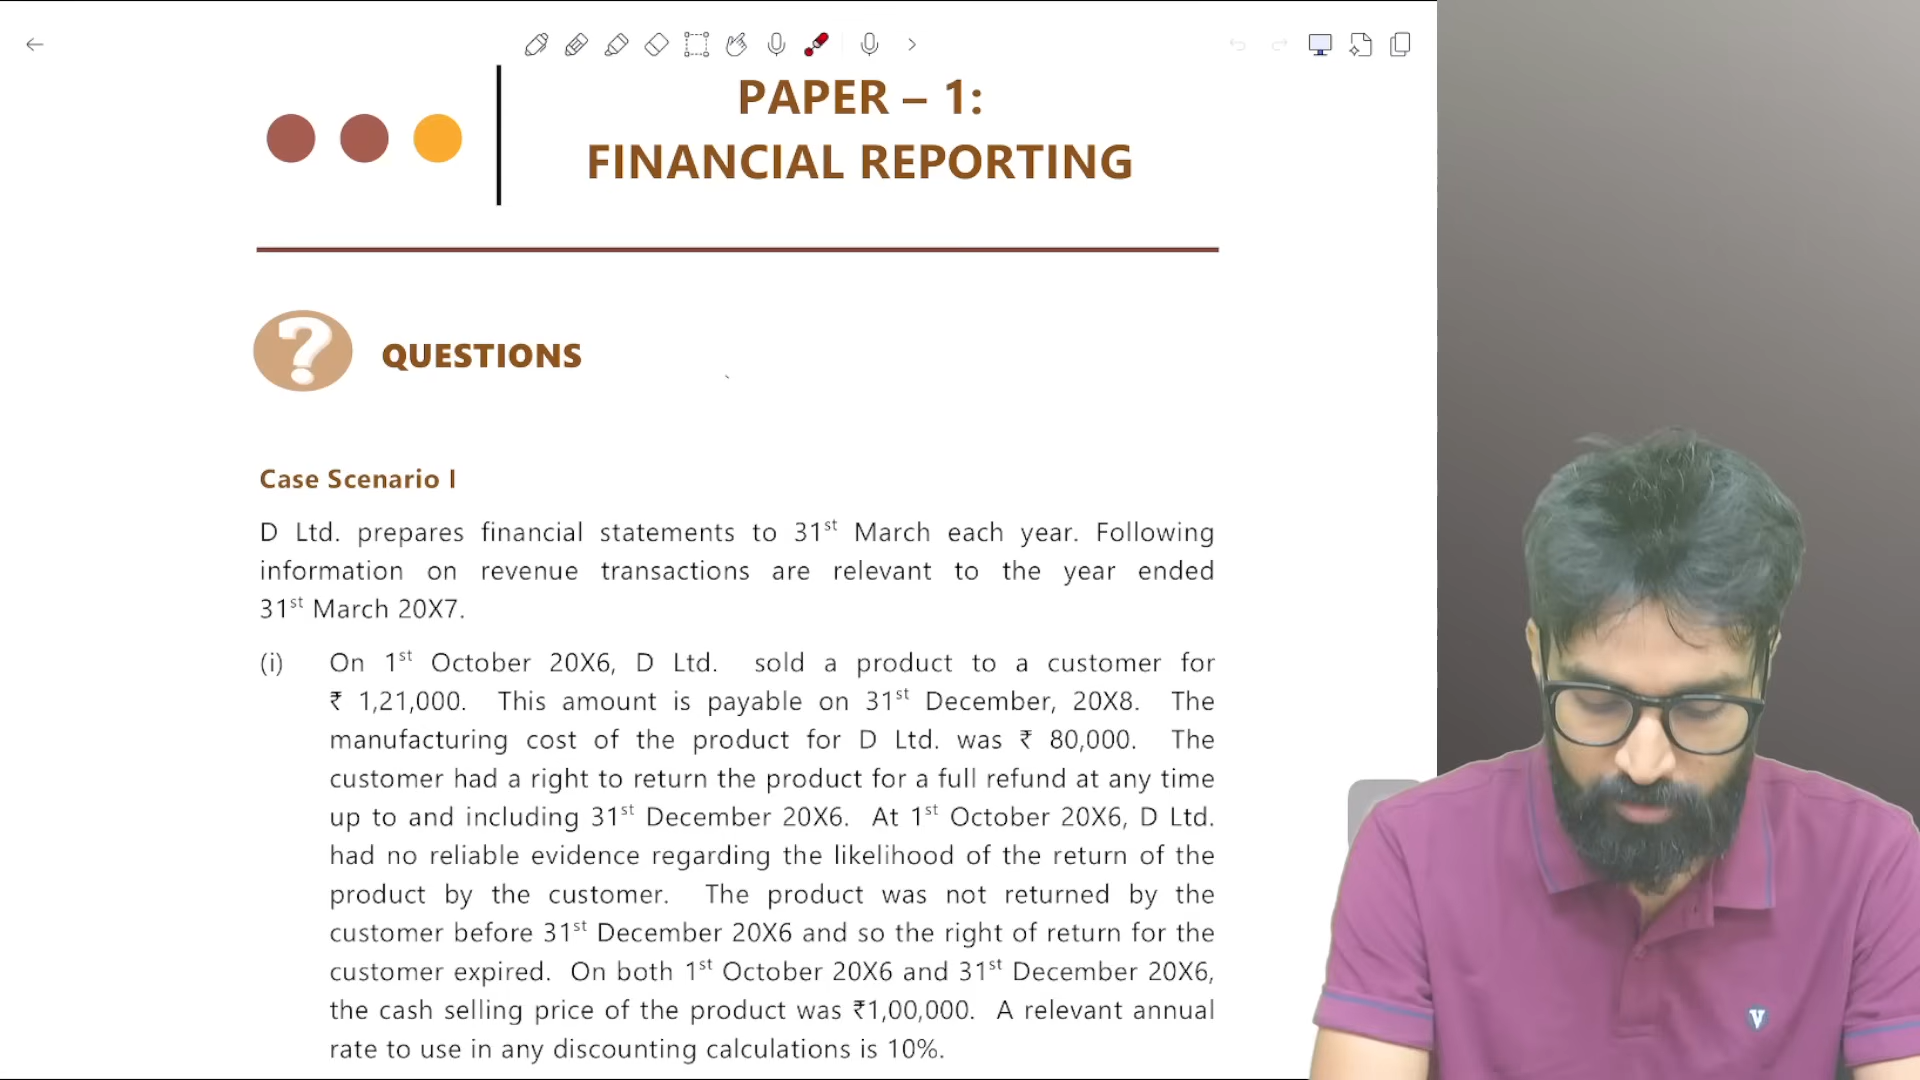 PAPER – 1:
FINANCIAL REPORTING
?
QUESTIONS
Case Scenario I
D Ltd. prepares financial statements to 31st March each year. Following
information on revenue transactions are relevant to the year ended
31st March 20X7.
(i) On 1st October 20X6, D Ltd. sold a product to a customer for
₹ 1,21,000. This amount is payable on 31st December, 20X8. The
manufacturing cost of the product for D Ltd. was ₹ 80,000. The
customer had a right to return the product for a full refund at any time
up to and including 31st December 20X6. At 1st October 20X6, D Ltd.
had no reliable evidence regarding the likelihood of the return of the
product by the customer. The product was not returned by the
customer before 31st December 20X6 and so the right of return for the
customer expired. On both 1st October 20X6 and 31st December 20X6,
the cash selling price of the product was ₹1,00,000. A relevant annual
rate to use in any discounting calculations is 10%.
V